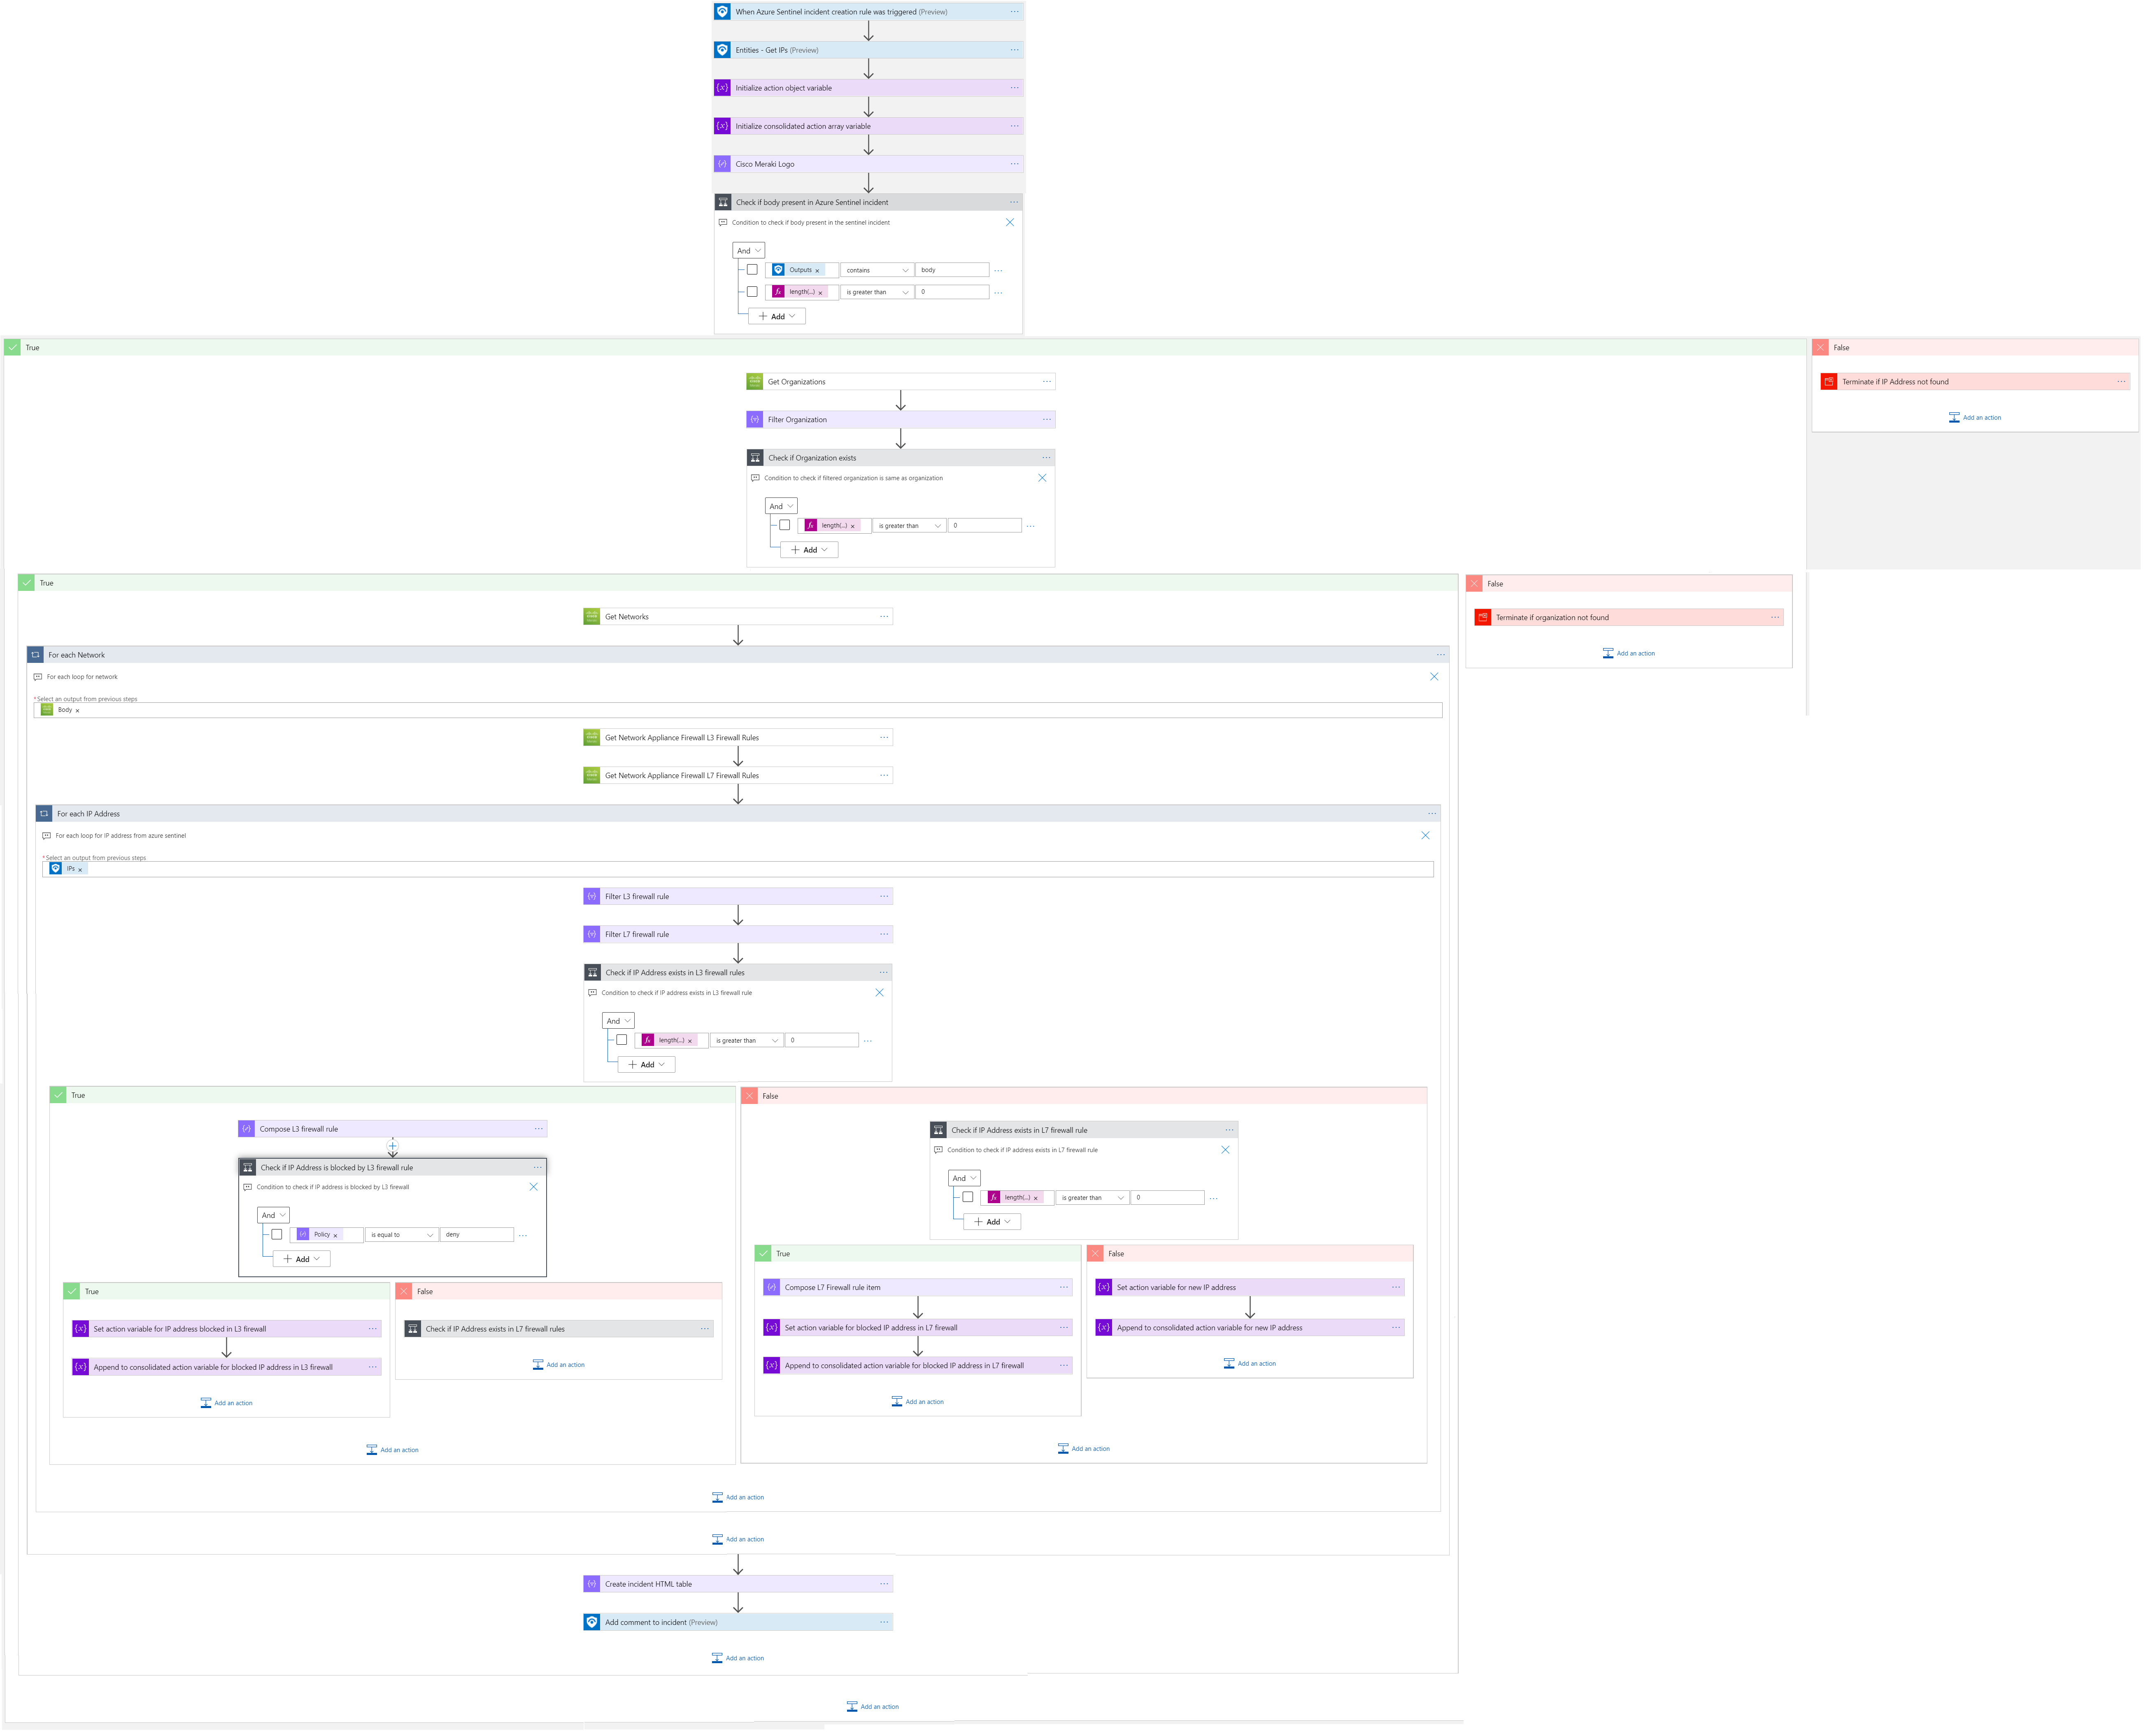 When Azure Sentinel incident creation rule was triggered (Preview)
Entities - Get IPs (Preview)
Initialize action object variable
Initialize consolidated action array variable
Cisco Meraki Logo
Check if body present in Azure Sentinel incident
Condition to check if body present in the sentinel incident
And
Outputs × contains body
fx length(...) × is greater than 0
+ Add
True
False
Get Organizations
Terminate if IP Address not found
Filter Organization
Add an action
Check if Organization exists
Condition to check if filtered organization is same as organization
And
fx length(...) × is greater than 0
+ Add
True
False
Get Networks
Terminate if organization not found
Add an action
For each Network
For each loop for network
* Select an output from previous steps
Body ×
Get Network Appliance Firewall L3 Firewall Rules
Get Network Appliance Firewall L7 Firewall Rules
For each IP Address
For each loop for IP address from azure sentinel
* Select an output from previous steps
IPs ×
Filter L3 firewall rule
Filter L7 firewall rule
Check if IP Address exists in L3 firewall rules
Condition to check if IP address exists in L3 firewall rule
And
fx length(...) × is greater than 0
+ Add
True
False
Compose L3 firewall rule
Check if IP Address is blocked by L3 firewall rule
Condition to check if IP address is blocked by L3 firewall
And
Policy × is equal to deny
+ Add
True
False
Set action variable for IP address blocked in L3 firewall
Append to consolidated action variable for blocked IP address in L3 firewall
Add an action
Check if IP Address exists in L7 firewall rules
Add an action
Add an action
Check if IP Address exists in L7 firewall rule
Condition to check if IP address exists in L7 firewall rule
And
fx length(...) × is greater than 0
+ Add
True
False
Compose L7 Firewall rule item
Set action variable for blocked IP address in L7 firewall
Append to consolidated action variable for blocked IP address in L7 firewall
Add an action
Set action variable for new IP address
Append to consolidated action variable for new IP address
Add an action
Add an action
Add an action
Add an action
Create incident HTML table
Add comment to incident (Preview)
Add an action
Add an action